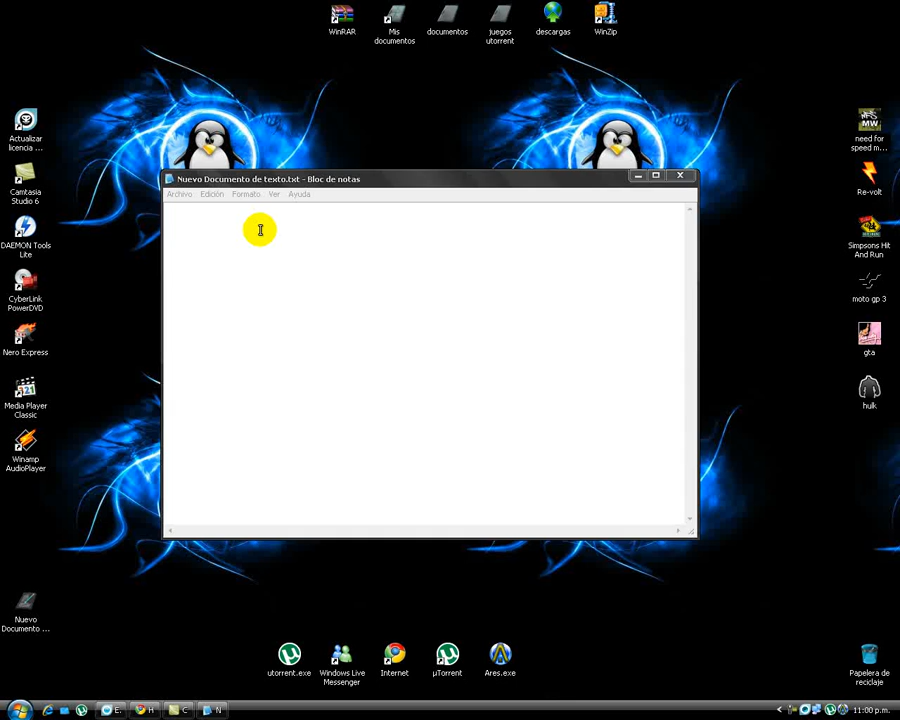 WinRAR
Mis
documentos
documentos
juegos
utorrent
descargas
WinZip
Actualizar
licencia ...
Camtasia
Studio 6
DAEMON Tools
Lite
CyberLink
PowerDVD
Nero Express
Media Player
Classic
Winamp
AudioPlayer
Nuevo
Documento ...
Nuevo Documento de texto.txt - Bloc de notas
Archivo Edición Formato Ver Ayuda
need for
speed m...
Re-volt
Simpsons Hit
And Run
moto gp 3
gta
hulk
utorrent.exe
Windows Live
Messenger
Internet
µTorrent
Ares.exe
Papelera de
reciclaje
E.
H
C
N
11:00 p.m.